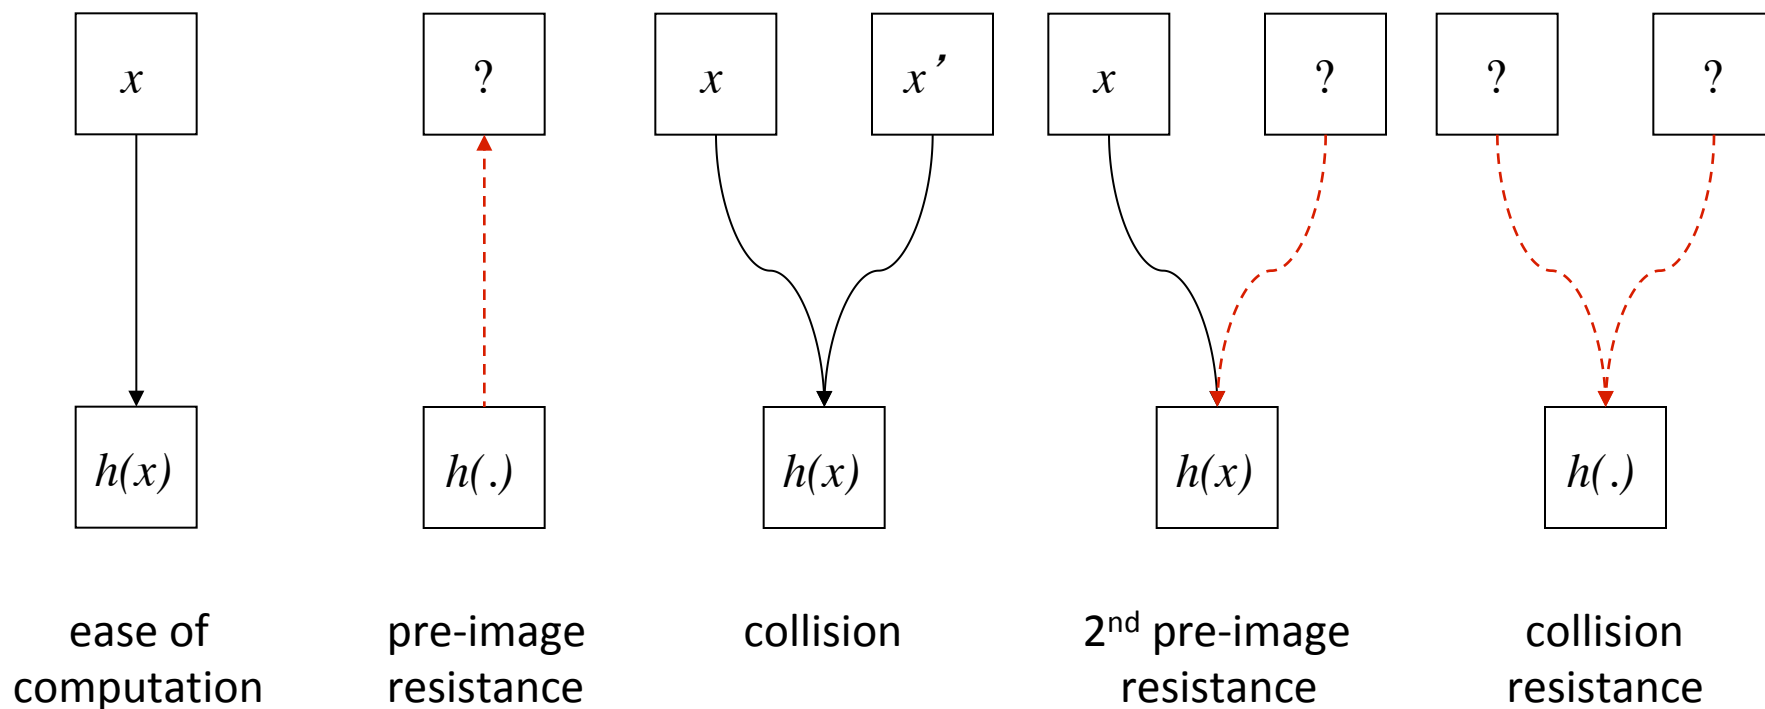 x
?
x x’
x ?
? ?
h(x)
h(.)
h(x)
h(x)
h(.)
ease of
computation
pre-image
resistance
collision
2nd pre-image
resistance
collision
resistance